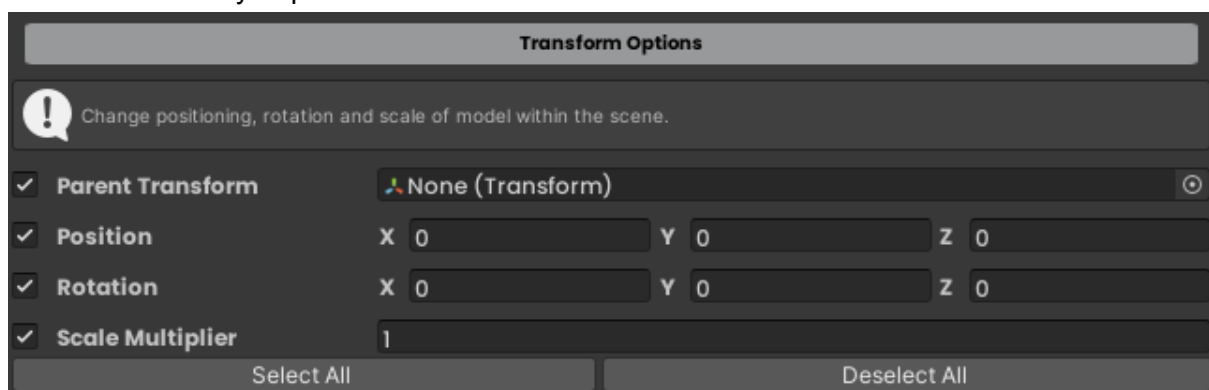 Transform Options
Change positioning, rotation and scale of model within the scene.
Parent Transform None (Transform)
Position X 0 Y 0 Z 0
Rotation X 0 Y 0 Z 0
Scale Multiplier 1
Select All Deselect All